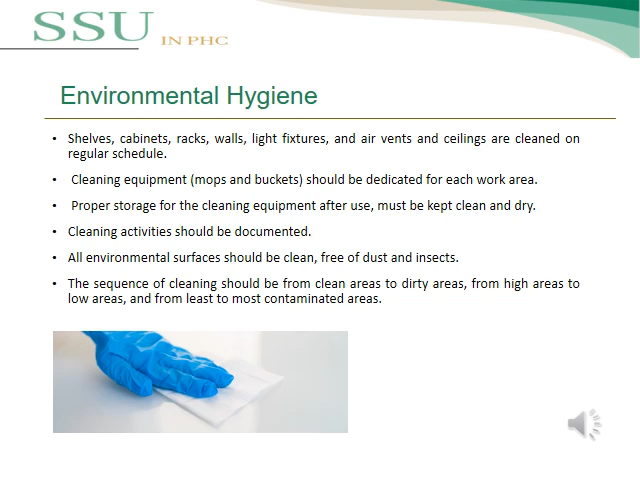 SSU IN PHC
Environmental Hygiene
• Shelves, cabinets, racks, walls, light fixtures, and air vents and ceilings are cleaned on
regular schedule.
• Cleaning equipment (mops and buckets) should be dedicated for each work area.
• Proper storage for the cleaning equipment after use, must be kept clean and dry.
• Cleaning activities should be documented.
• All environmental surfaces should be clean, free of dust and insects.
• The sequence of cleaning should be from clean areas to dirty areas, from high areas to
low areas, and from least to most contaminated areas.